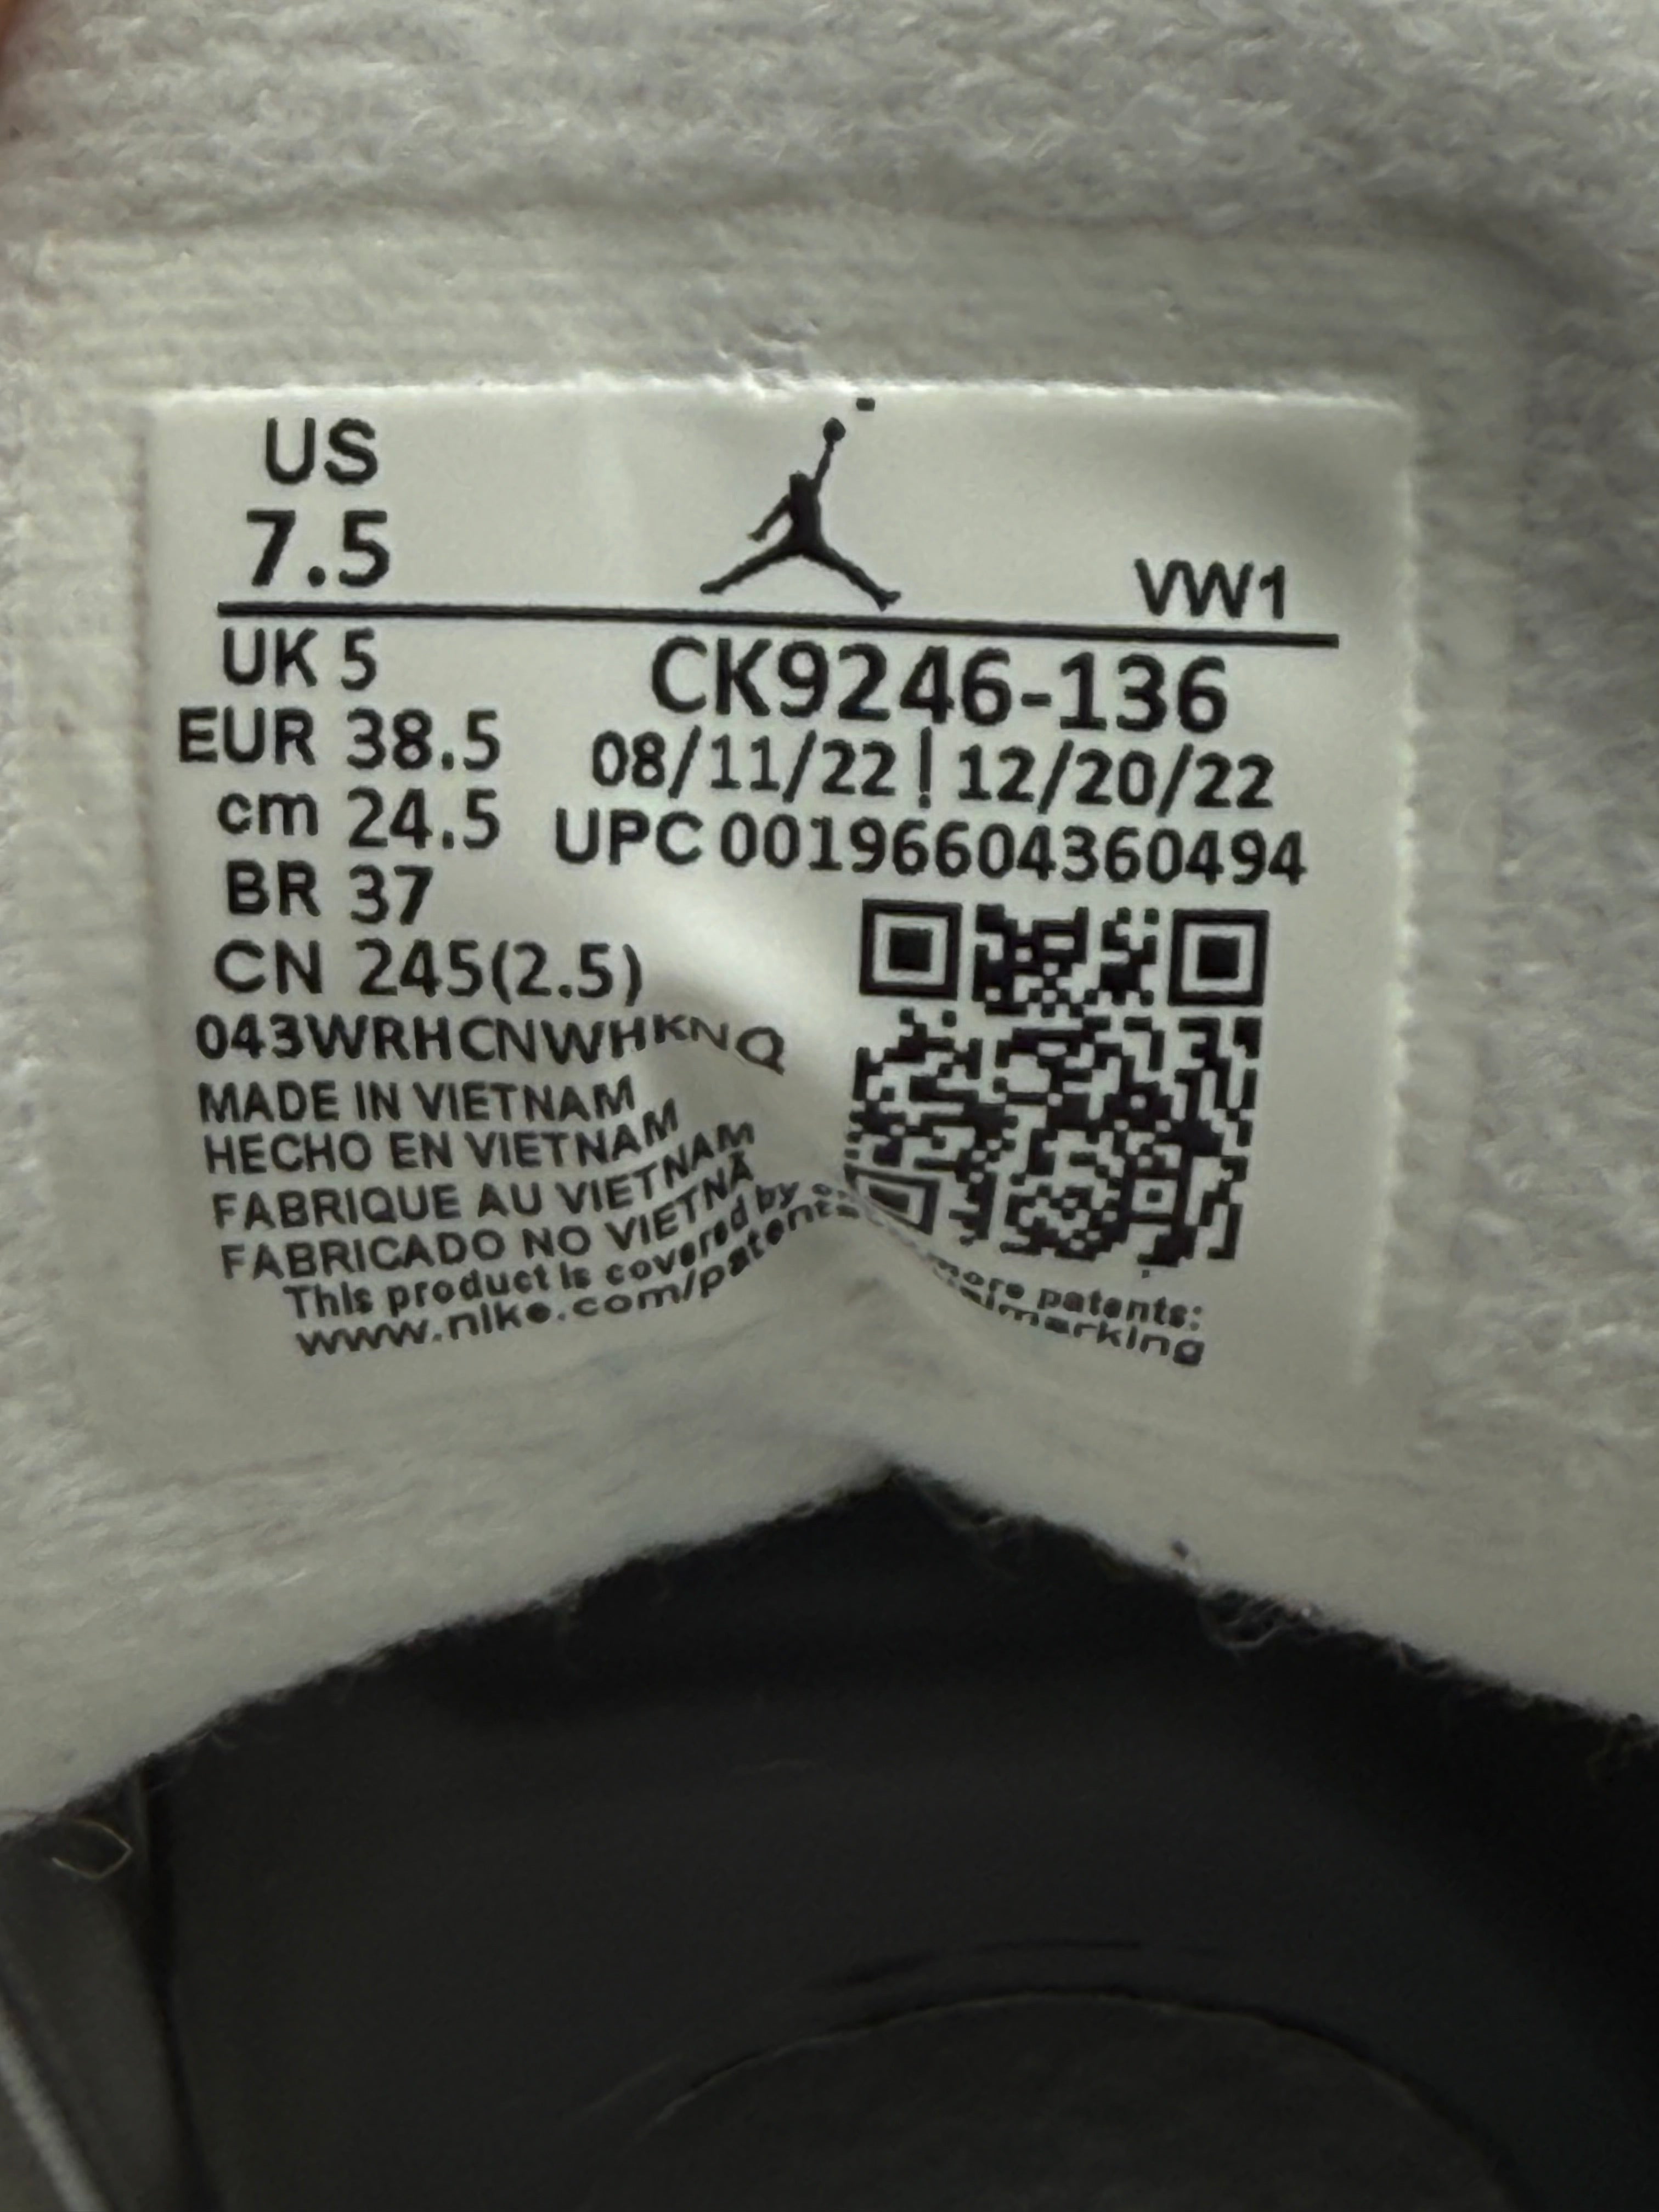 US
7.5
VW1
UK 5
EUR 38.5
cm 24.5
BR 37
CN 245(2.5)
CK9246-136
08/11/22 | 12/20/22
UPC 00196604360494
043WRHCNWHKNQ
MADE IN VIETNAM
HECHO EN VIETNAM
FABRIQUE AU VIETNAM
FABRICADO NO VIETNÃ
This product is covered by more patents:
www.nike.com/patents